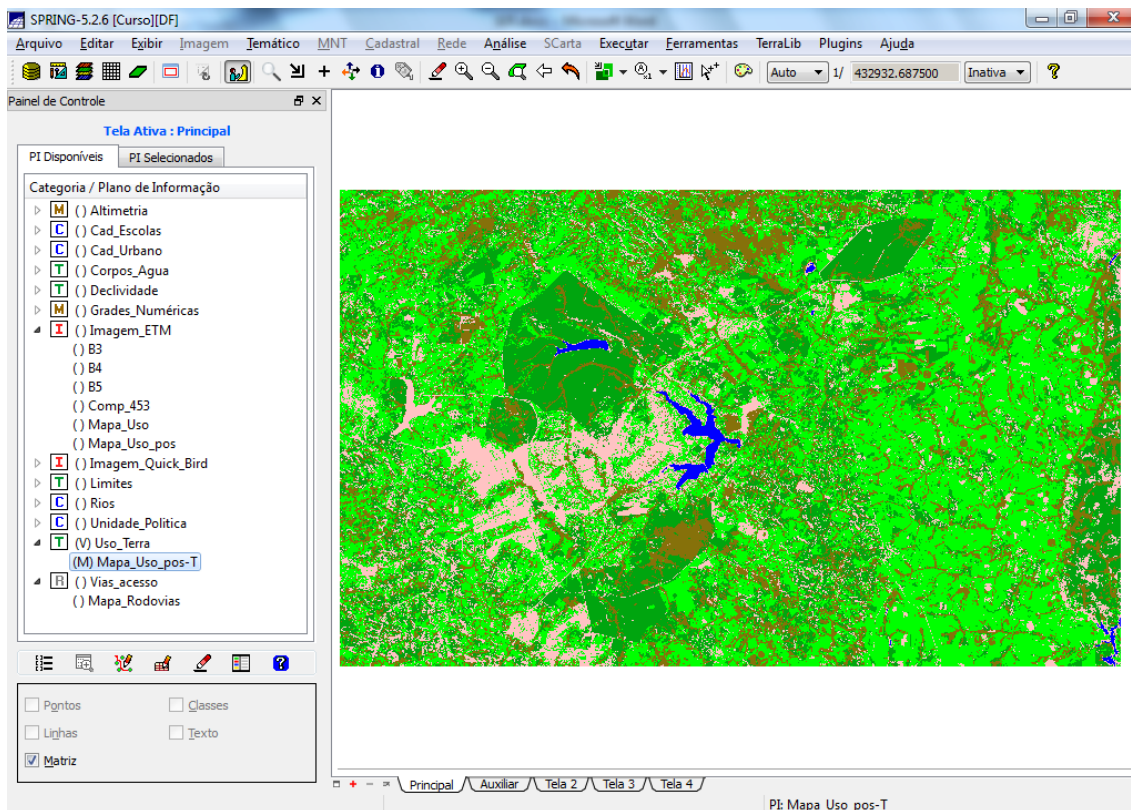 SPRING-5.2.6 [Curso][DF]
Arquivo Editar Exibir Imagem Temático MNT Cadastral Rede Análise SCarta Executar Ferramentas TerraLib Plugins Ajuda
Auto 1/ 432932.687500 Inativa
Painel de Controle
Tela Ativa : Principal
PI Disponíveis PI Selecionados
Categoria / Plano de Informação
M () Altimetria
C () Cad_Escolas
C () Cad_Urbano
T () Corpos_Agua
T () Declividade
M () Grades_Numéricas
I () Imagem_ETM
() B3
() B4
() B5
() Comp_453
() Mapa_Uso
() Mapa_Uso_pos
I () Imagem_Quick_Bird
T () Limites
C () Rios
C () Unidade_Politica
T (V) Uso_Terra
(M) Mapa_Uso_pos-T
R () Vias_acesso
() Mapa_Rodovias
Pontos Classes
Linhas Texto
Matriz
Principal Auxiliar Tela 2 Tela 3 Tela 4
PI: Mapa_Uso_pos-T